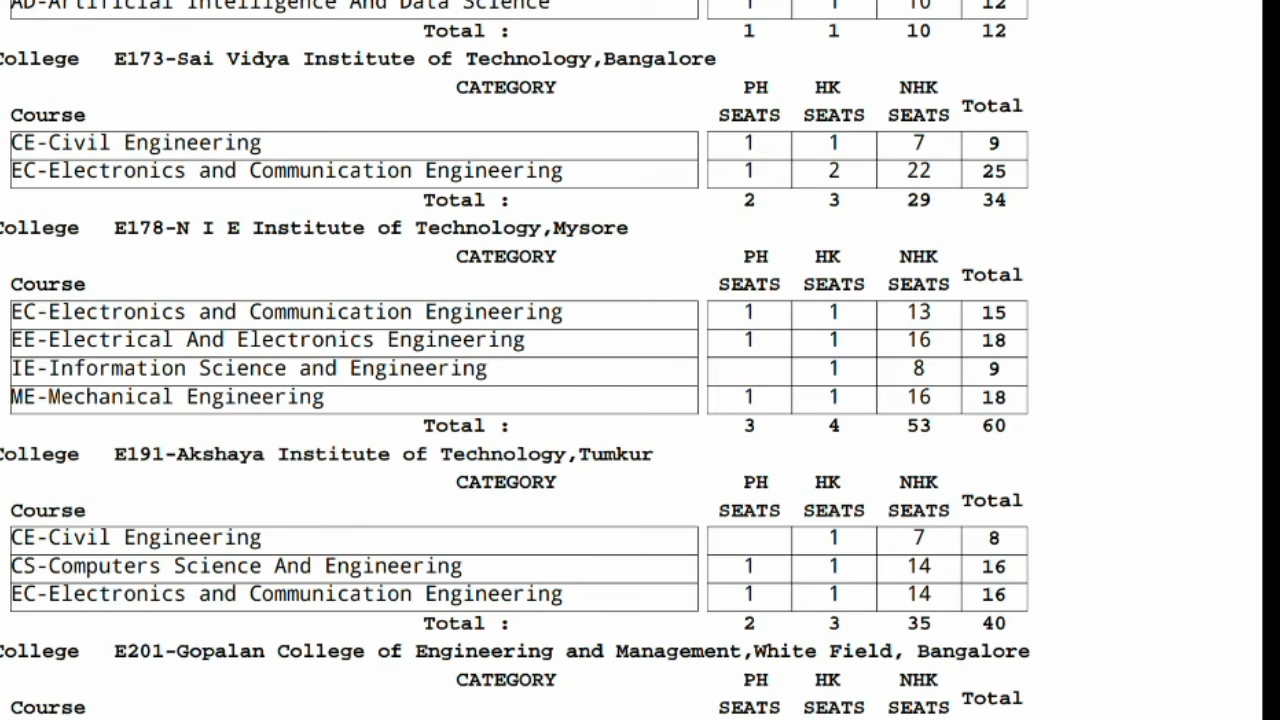 AD-Artificial Intelligence And Data Science 1 1 10 12
Total : 1 1 10 12
College E173-Sai Vidya Institute of Technology,Bangalore
CATEGORY PH HK NHK
Course SEATS SEATS SEATS Total
CE-Civil Engineering 1 1 7 9
EC-Electronics and Communication Engineering 1 2 22 25
Total : 2 3 29 34
College E178-N I E Institute of Technology,Mysore
CATEGORY PH HK NHK
Course SEATS SEATS SEATS Total
EC-Electronics and Communication Engineering 1 1 13 15
EE-Electrical And Electronics Engineering 1 1 16 18
IE-Information Science and Engineering 1 8 9
ME-Mechanical Engineering 1 1 16 18
Total : 3 4 53 60
College E191-Akshaya Institute of Technology,Tumkur
CATEGORY PH HK NHK
Course SEATS SEATS SEATS Total
CE-Civil Engineering 1 7 8
CS-Computers Science And Engineering 1 1 14 16
EC-Electronics and Communication Engineering 1 1 14 16
Total : 2 3 35 40
College E201-Gopalan College of Engineering and Management,White Field, Bangalore
CATEGORY PH HK NHK
Course SEATS SEATS SEATS Total